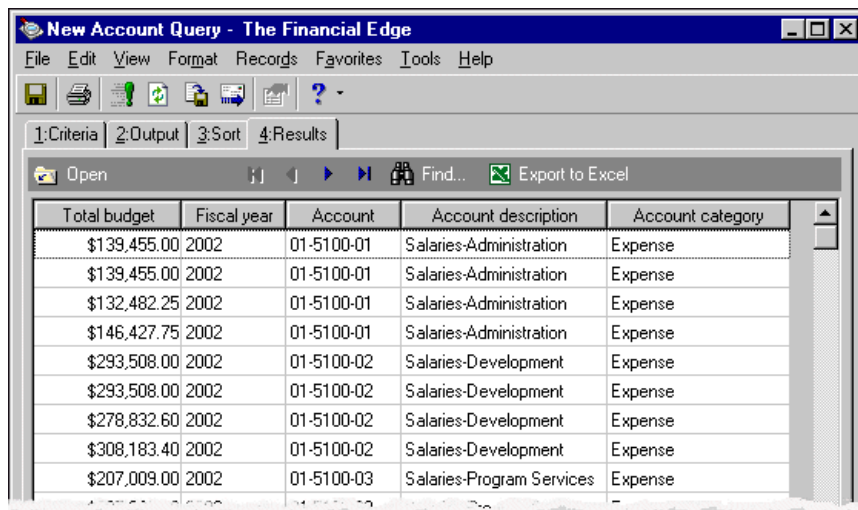 New Account Query - The Financial Edge
File Edit View Format Records Favorites Tools Help
1:Criteria 2:Output 3:Sort 4:Results
Open Find... Export to Excel
Total budget Fiscal year Account Account description Account category
$139,455.00 2002 01-5100-01 Salaries-Administration Expense
$139,455.00 2002 01-5100-01 Salaries-Administration Expense
$132,482.25 2002 01-5100-01 Salaries-Administration Expense
$146,427.75 2002 01-5100-01 Salaries-Administration Expense
$293,508.00 2002 01-5100-02 Salaries-Development Expense
$293,508.00 2002 01-5100-02 Salaries-Development Expense
$278,832.60 2002 01-5100-02 Salaries-Development Expense
$308,183.40 2002 01-5100-02 Salaries-Development Expense
$207,009.00 2002 01-5100-03 Salaries-Program Services Expense